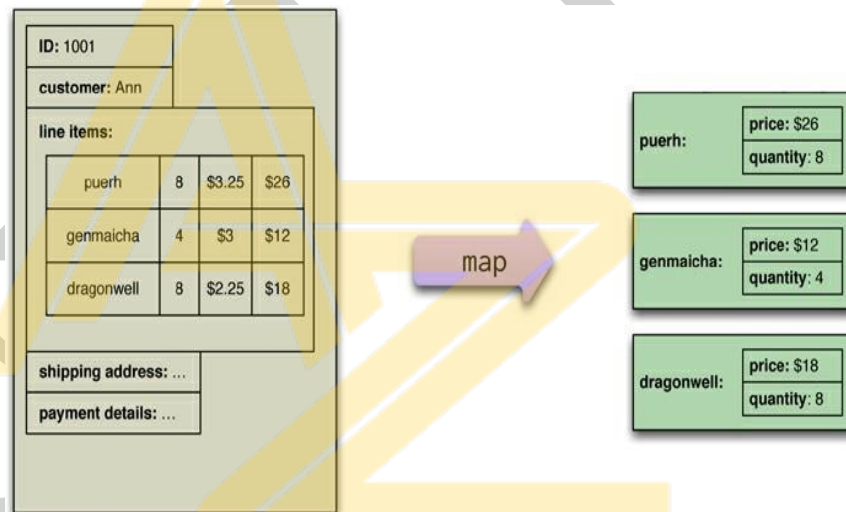 ID: 1001
customer: Ann
line items:
puerh 8 $3.25 $26
genmaicha 4 $3 $12
dragonwell 8 $2.25 $18
shipping address: ...
payment details: ...
map
puerh:
price: $26
quantity: 8
genmaicha:
price: $12
quantity: 4
dragonwell:
price: $18
quantity: 8